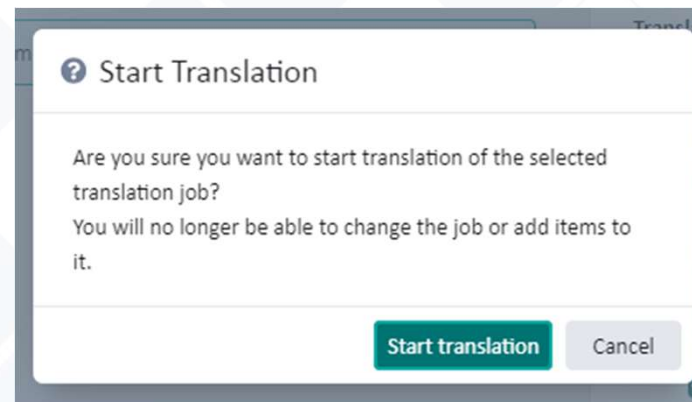 Transl
m
Start Translation
Are you sure you want to start translation of the selected
translation job?
You will no longer be able to change the job or add items to
it.
Start translation
Cancel